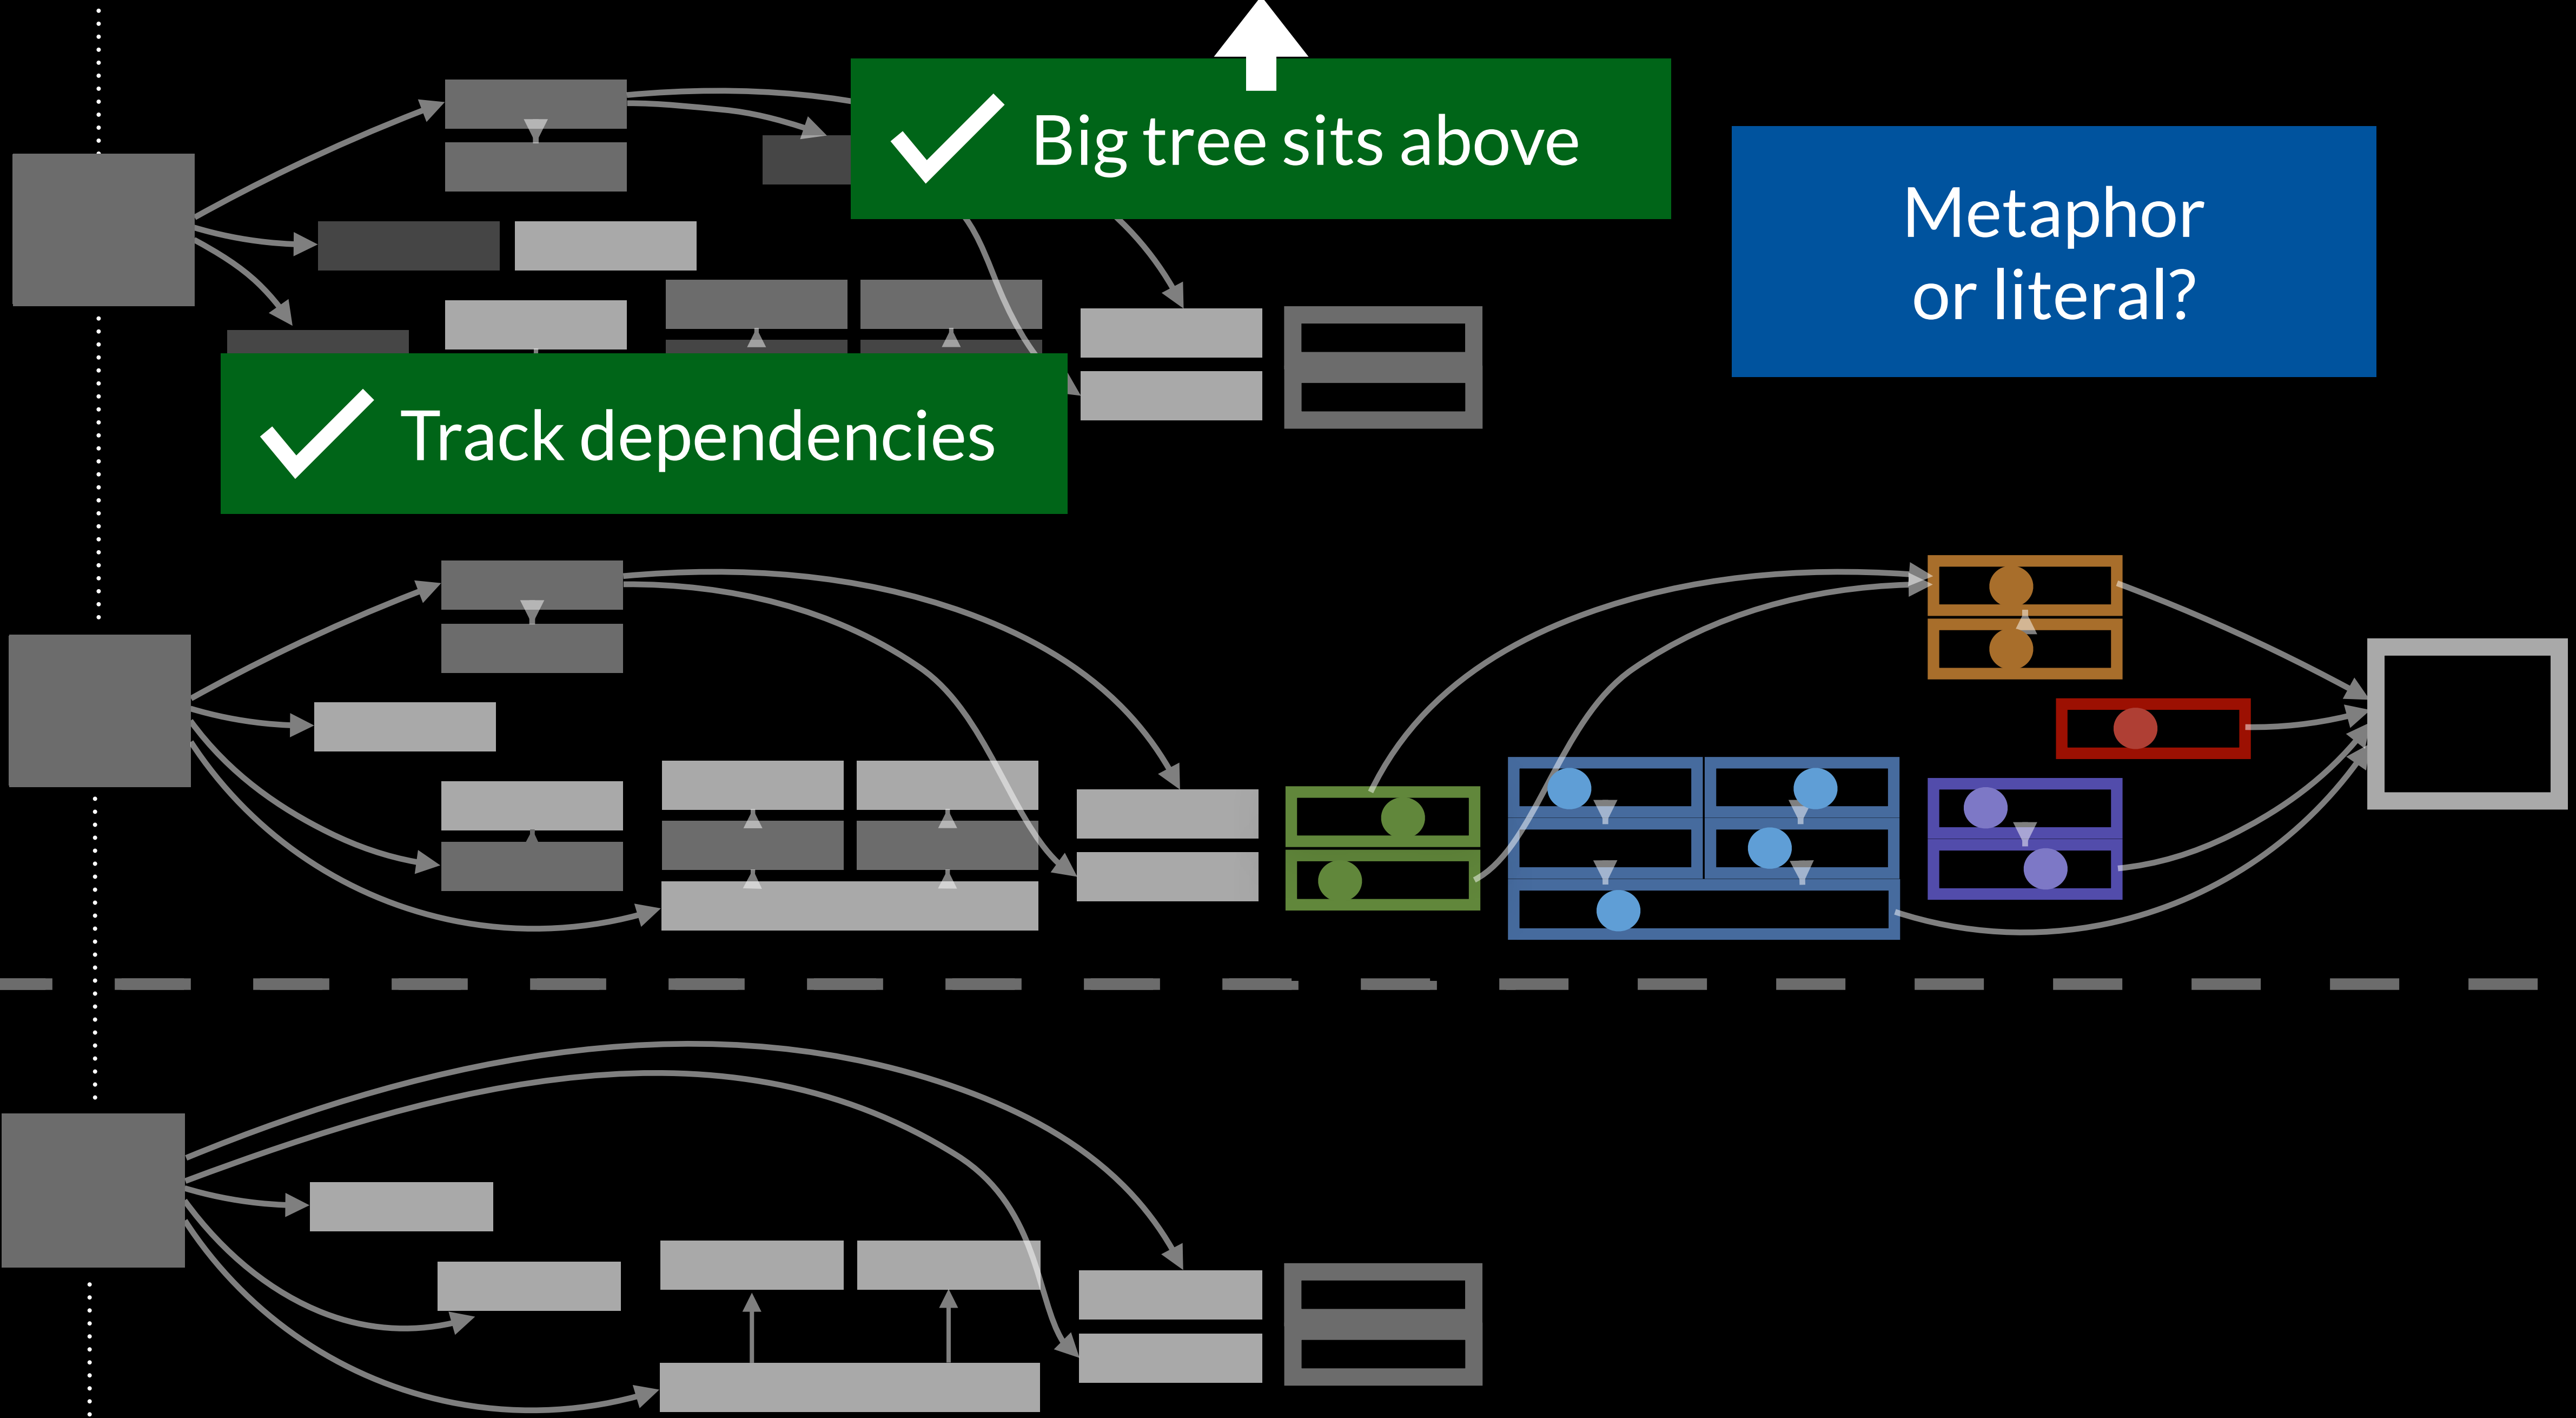 Big tree sits above
Metaphor
or literal?
Track dependencies